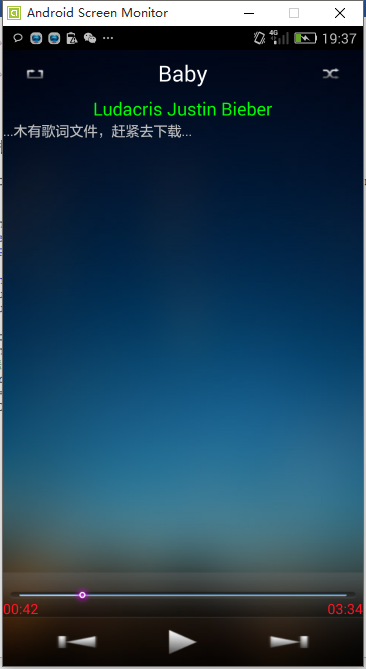 Android Screen Monitor
4G
19:37
Baby
Ludacris Justin Bieber
...木有歌词文件，赶紧去下载...
00:42
03:34